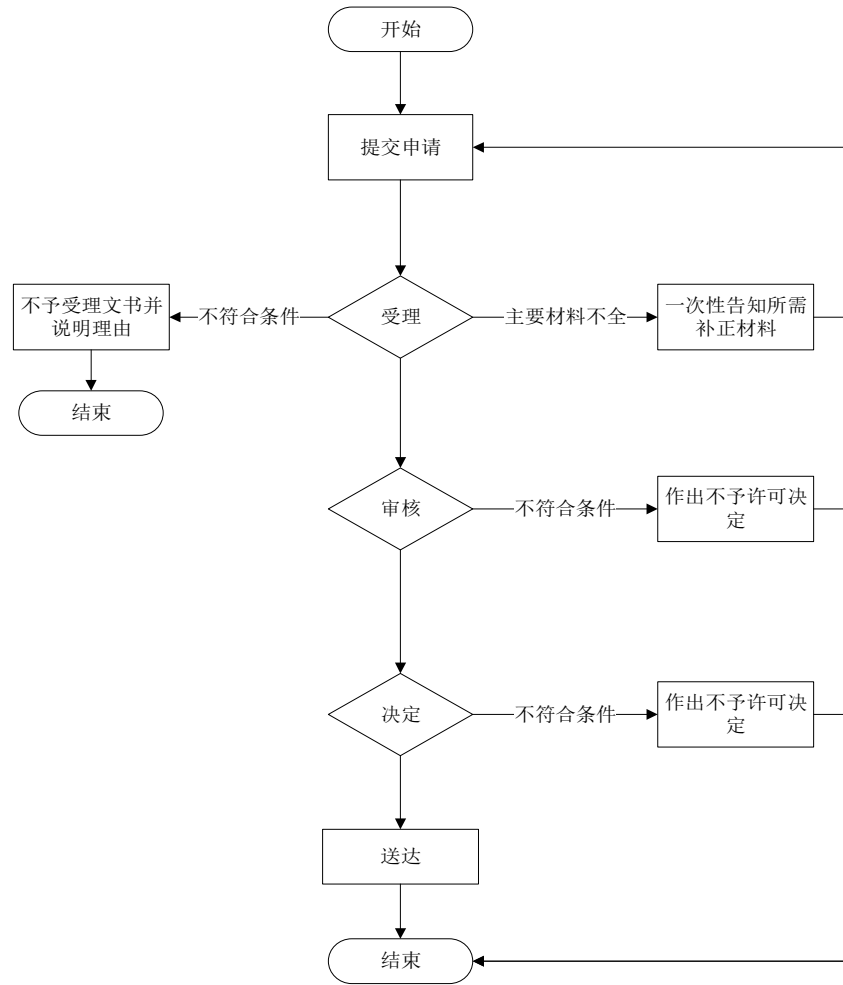 开始
提交申请
不予受理文书并
说明理由
不符合条件
受理
主要材料不全
一次性告知所需
补正材料
结束
审核
不符合条件
作出不予许可决
定
决定
不符合条件
作出不予许可决
定
送达
结束